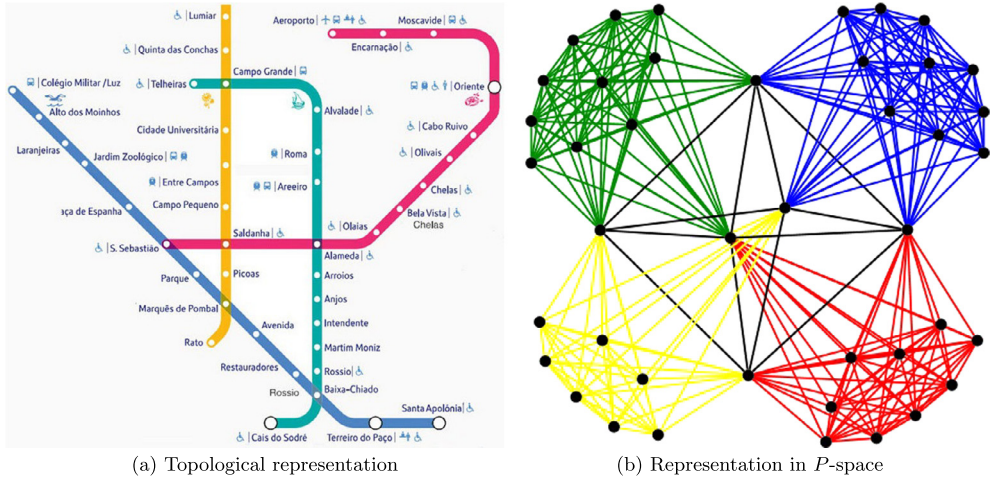 Lumiar
Quinta das Conchas
Telheiras
Campo Grande
Cidade Universitária
Entre Campos
Campo Pequeno
Saldanha
Picoas
Marquês de Pombal
Rato
Colégio Militar /Luz
Alto dos Moinhos
Laranjeiras
Jardim Zoológico
aça de Espanha
S. Sebastião
Parque
Avenida
Restauradores
Rossio
Baixa-Chiado
Terreiro do Paço
Santa Apolônia
Alvalade
Roma
Areeiro
Alameda
Arroios
Anjos
Intendente
Martim Moniz
Rossio
Cais do Sodré
Aeroporto
Encarnação
Moscavide
Oriente
Cabo Ruivo
Olivais
Chelas
Bela Vista
Chelas
Olaias
(a) Topological representation
(b) Representation in P-space